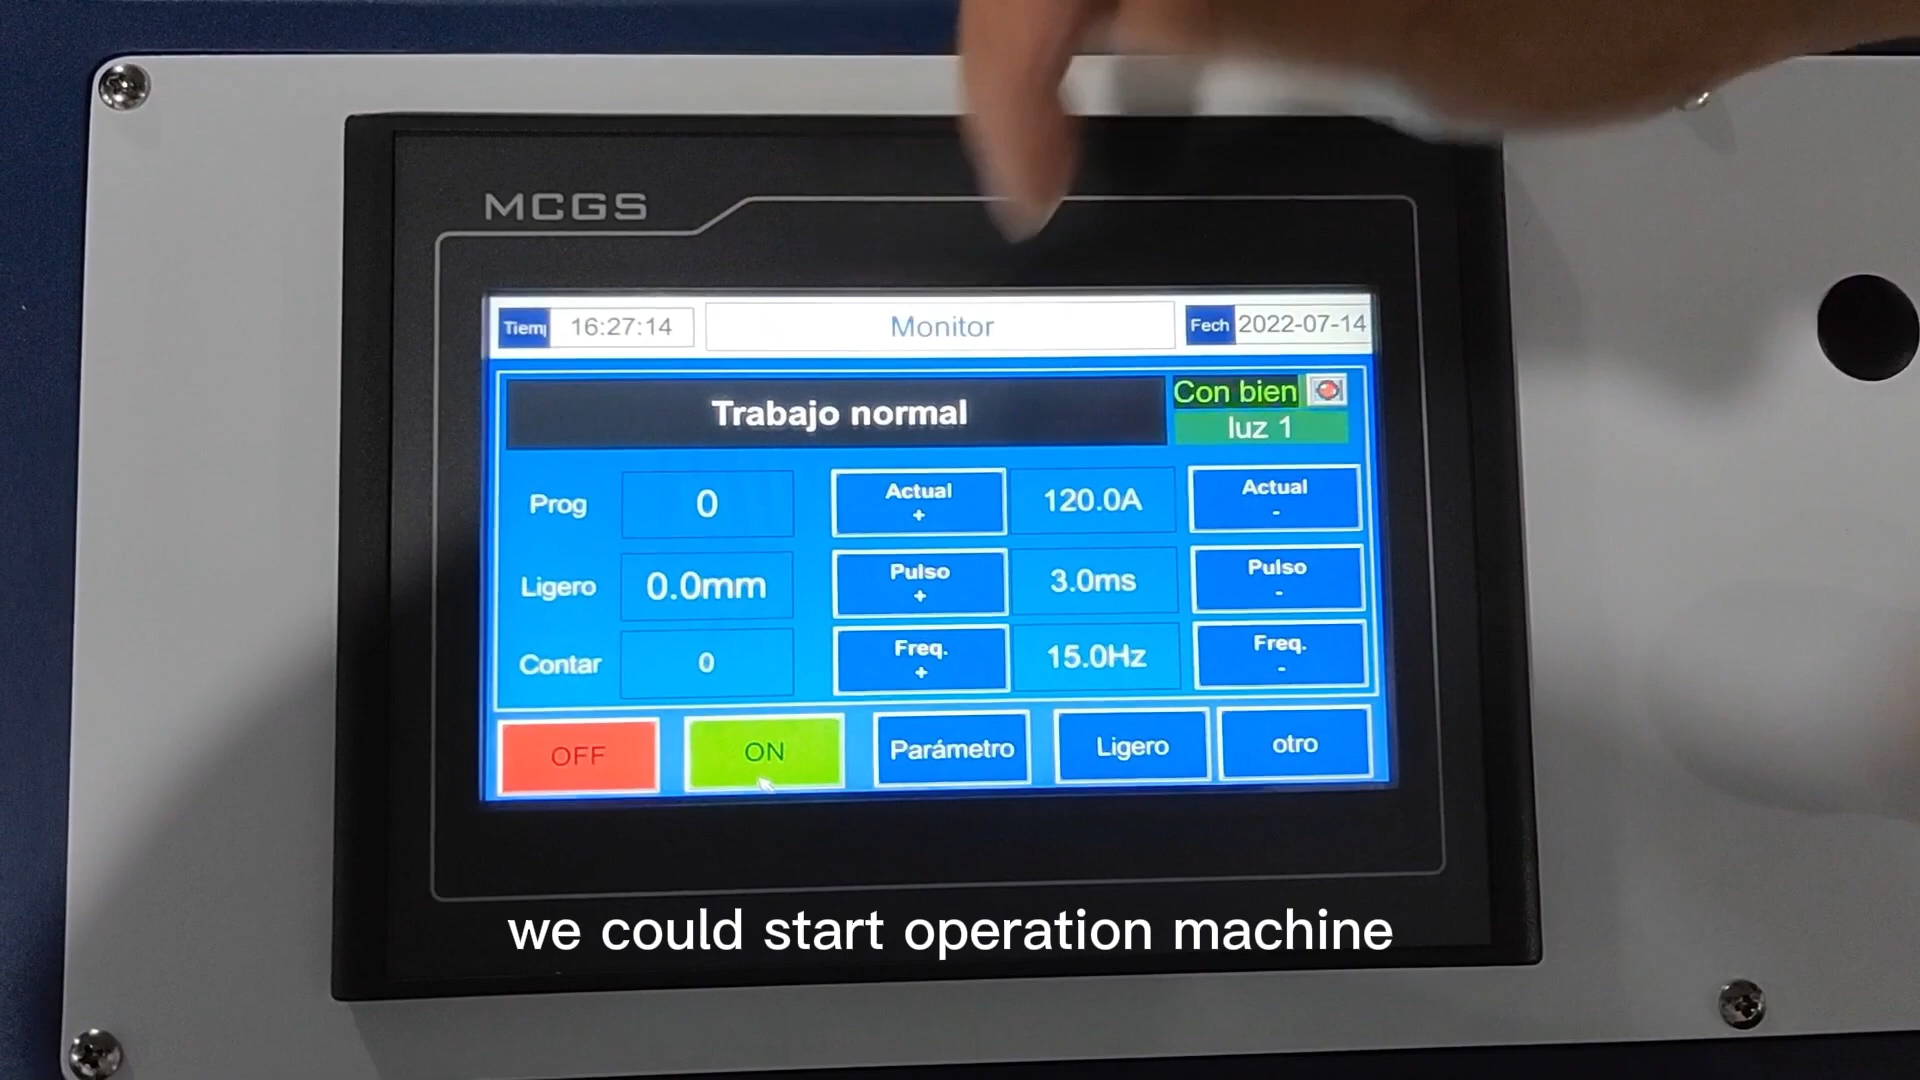 MCGS
Tiem 16:27:14 Monitor Fech 2022-07-14
Trabajo normal
Con bien
luz 1
Prog 0 Actual + 120.0A Actual -
Ligero 0.0mm Pulso + 3.0ms Pulso -
Contar 0 Freq. + 15.0Hz Freq. -
OFF ON Parámetro Ligero otro
we could start operation machine